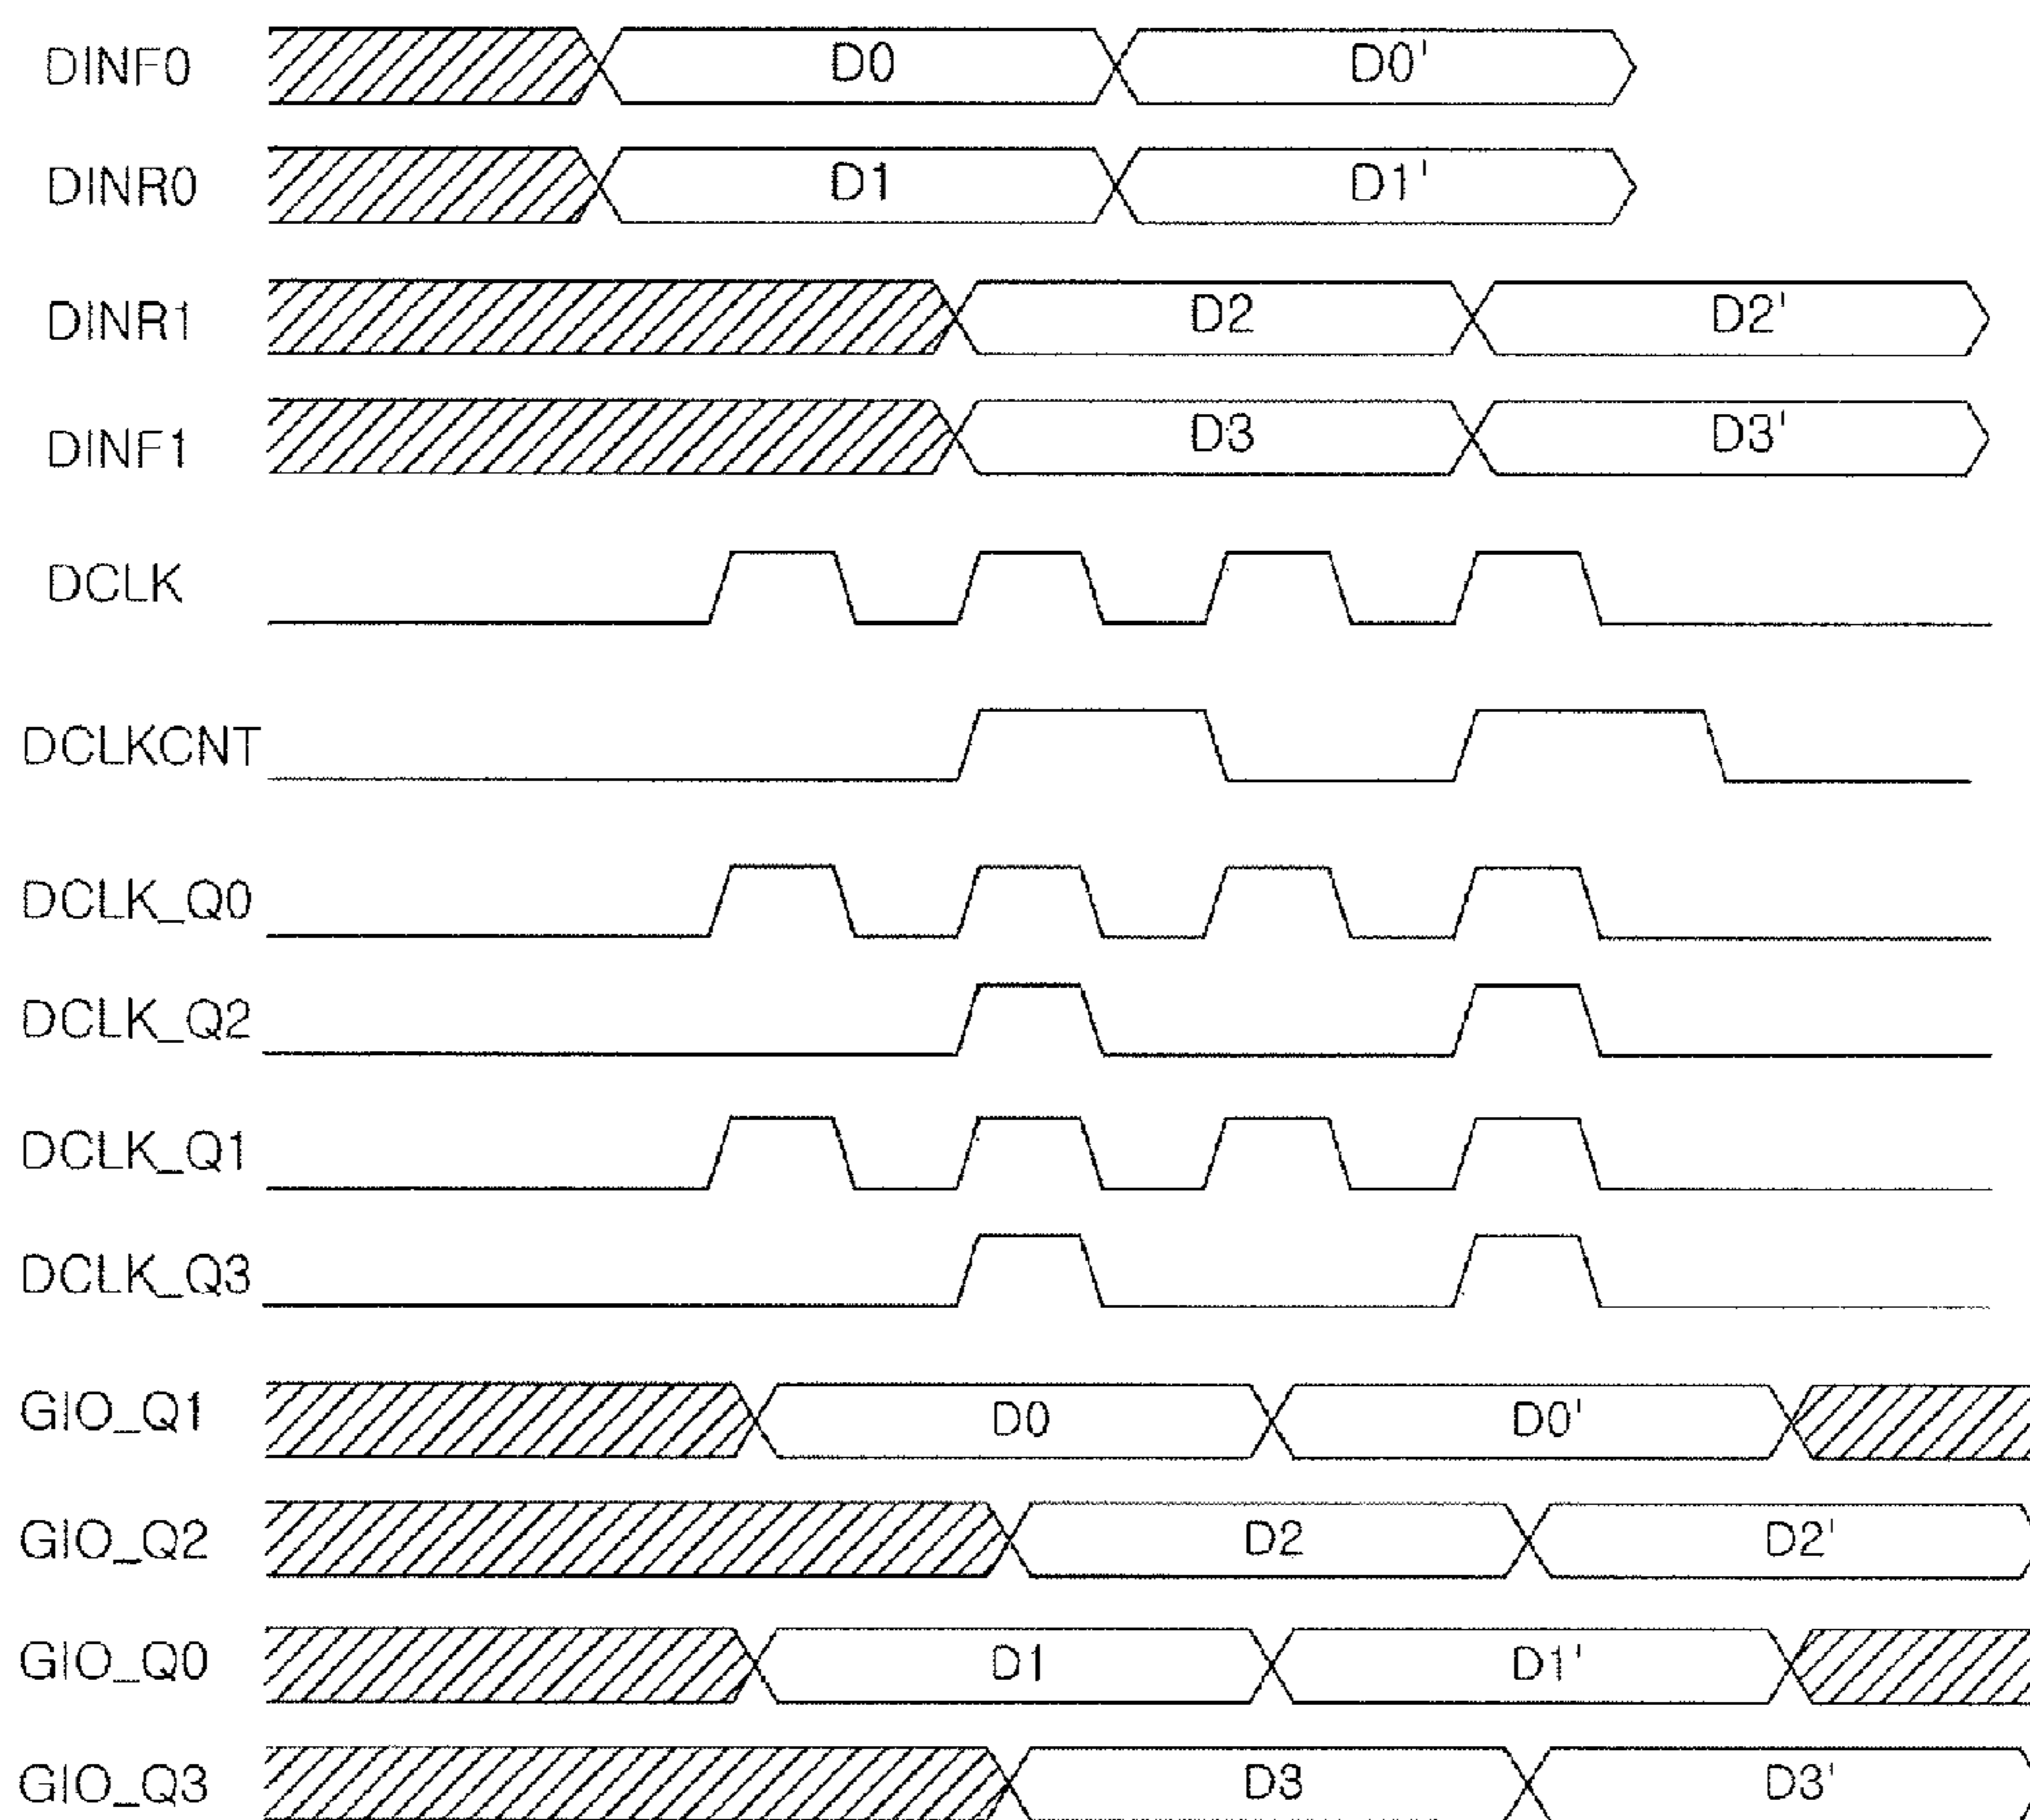 DINF0 D0 D0'
DINR0 D1 D1'
DINR1 D2 D2'
DINF1 D3 D3'
DCLK
DCLKCNT
DCLK_Q0
DCLK_Q2
DCLK_Q1
DCLK_Q3
GIO_Q1 D0 D0'
GIO_Q2 D2 D2'
GIO_Q0 D1 D1'
GIO_Q3 D3 D3'